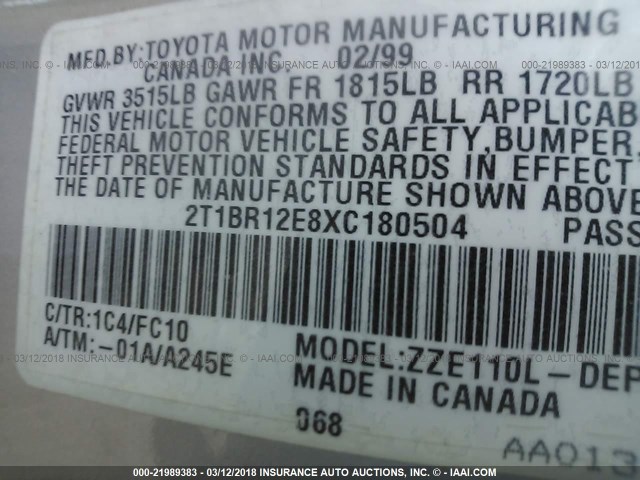 MFD BY:TOYOTA MOTOR MANUFACTURING
CANADA INC. 02/99
GVWR 3515LB GAWR FR 1815LB RR 1720LB
THIS VEHICLE CONFORMS TO ALL APPLICAB
FEDERAL MOTOR VEHICLE SAFETY,BUMPER,
THEFT PREVENTION STANDARDS IN EFFECT
THE DATE OF MANUFACTURE SHOWN ABOVE
2T1BR12E8XC180504 PASS
C/TR:1C4/FC10
A/TM:-01A/A245E
MODEL:ZZE110L-DEP
MADE IN CANADA
068
AA013
000-21989383 - 03/12/2018 INSURANCE AUTO AUCTIONS - © - IAAI.COM